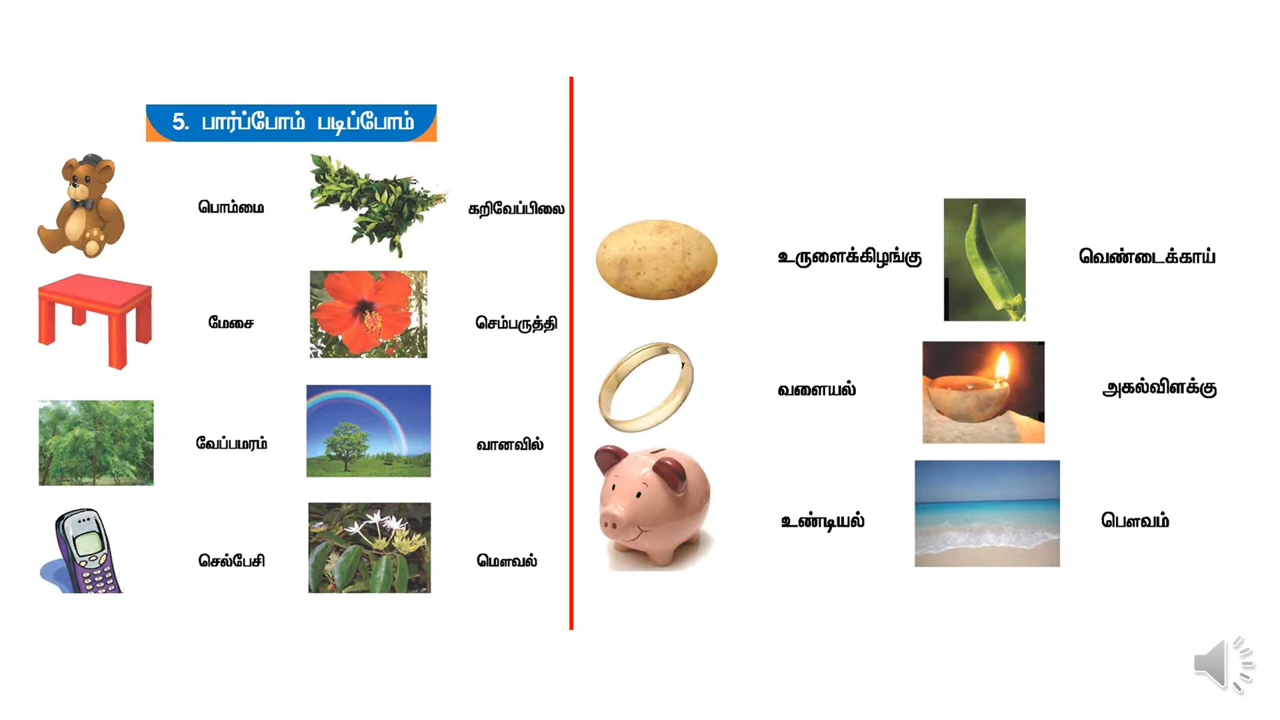 5. பார்ப்போம் படிப்போம்
பொம்மை
கறிவேப்பிலை
மேசை
செம்பருத்தி
வேப்பமரம்
வானவில்
செல்பேசி
மௌவல்
உருளைக்கிழங்கு
வெண்டைக்காய்
வளையல்
அகல்விளக்கு
உண்டியல்
பௌவம்